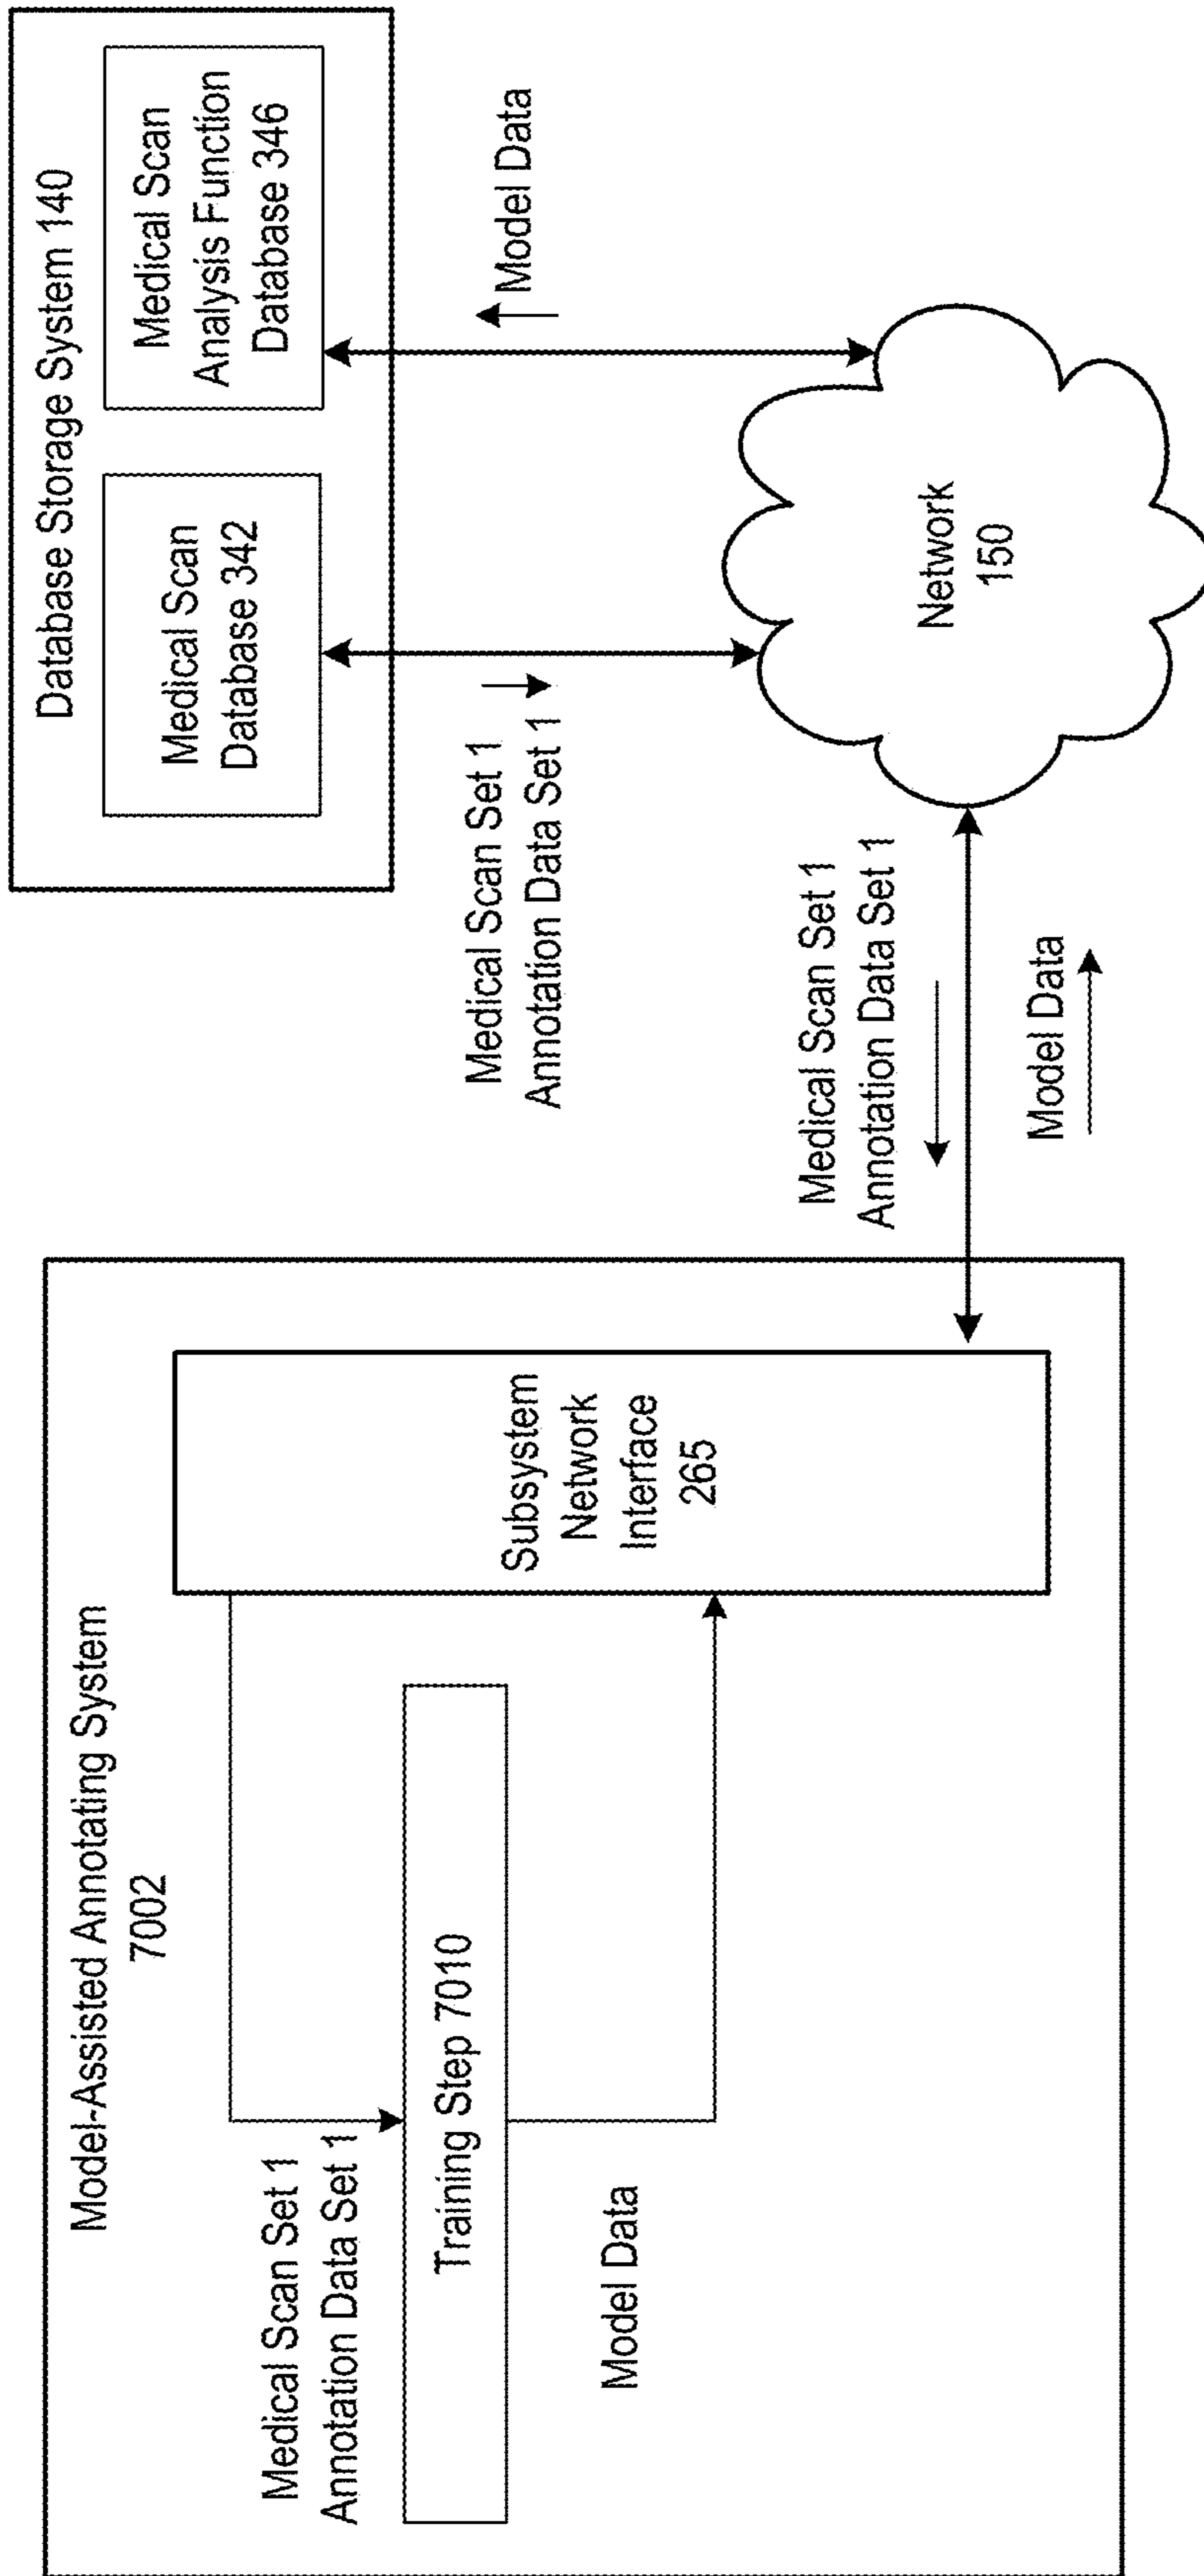 Model-Assisted Annotating System
7002
Medical Scan Set 1
Annotation Data Set 1
Training Step 7010
Model Data
Subsystem
Network
Interface
265
Medical Scan Set 1
Annotation Data Set 1
Model Data
Database Storage System 140
Medical Scan
Database 342
Medical Scan
Analysis Function
Database 346
Medical Scan Set 1
Annotation Data Set 1
Model Data
Network
150